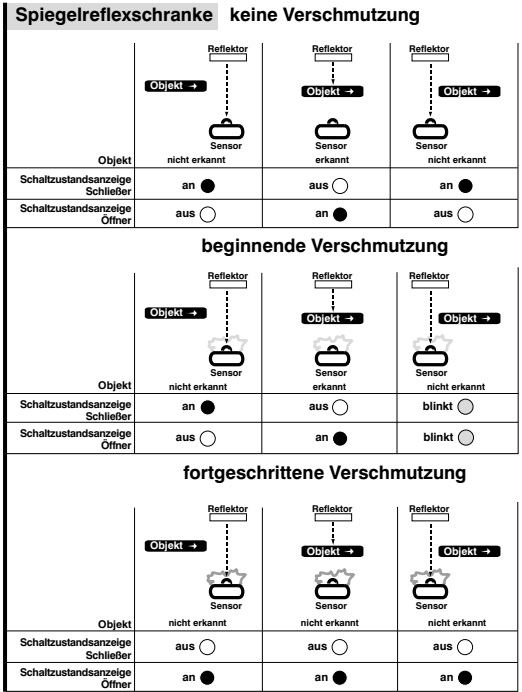 Spiegelreflexschranke keine Verschmutzung
Reflektor Reflektor Reflektor
Objekt → Objekt → Objekt →
Sensor Sensor Sensor
Objekt nicht erkannt erkannt nicht erkannt
Schaltzustandsanzeige
Schließer an aus an
Schaltzustandsanzeige
Öffner aus an aus
beginnende Verschmutzung
Reflektor Reflektor Reflektor
Objekt → Objekt → Objekt →
Sensor Sensor Sensor
Objekt nicht erkannt erkannt nicht erkannt
Schaltzustandsanzeige
Schließer an aus blinkt
Schaltzustandsanzeige
Öffner aus an blinkt
fortgeschrittene Verschmutzung
Reflektor Reflektor Reflektor
Objekt → Objekt → Objekt →
Sensor Sensor Sensor
Objekt nicht erkannt nicht erkannt nicht erkannt
Schaltzustandsanzeige
Schließer aus aus aus
Schaltzustandsanzeige
Öffner an an an